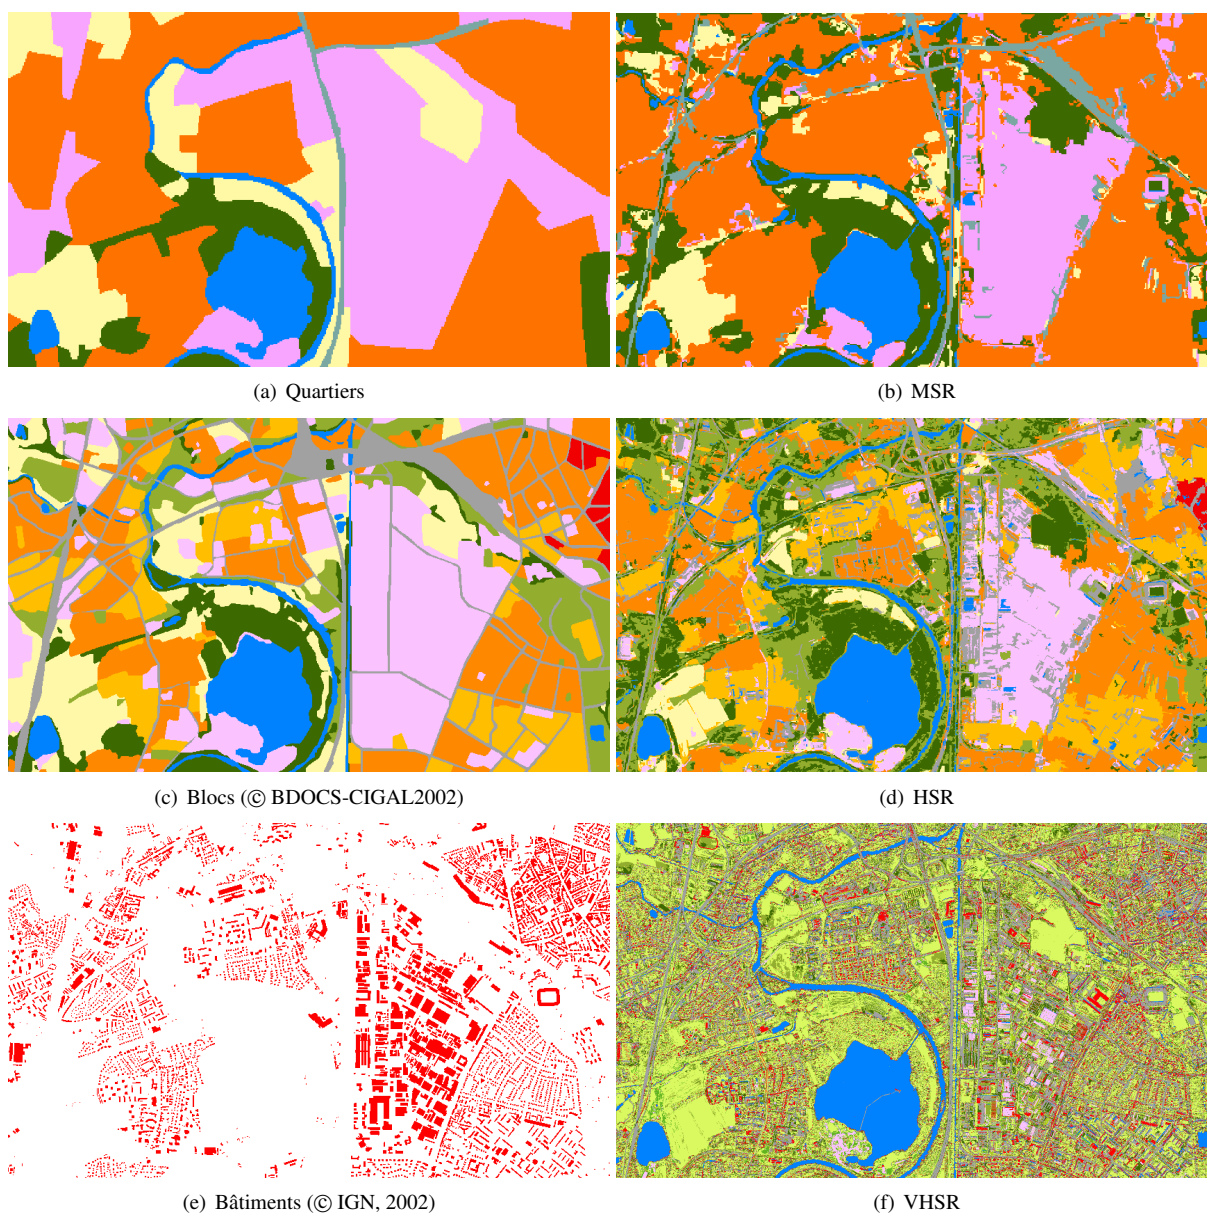 (a) Quartiers
(b) MSR
(c) Blocs (© BDOCS-CIGAL2002)
(d) HSR
(e) Bâtiments (© IGN, 2002)
(f) VHSR